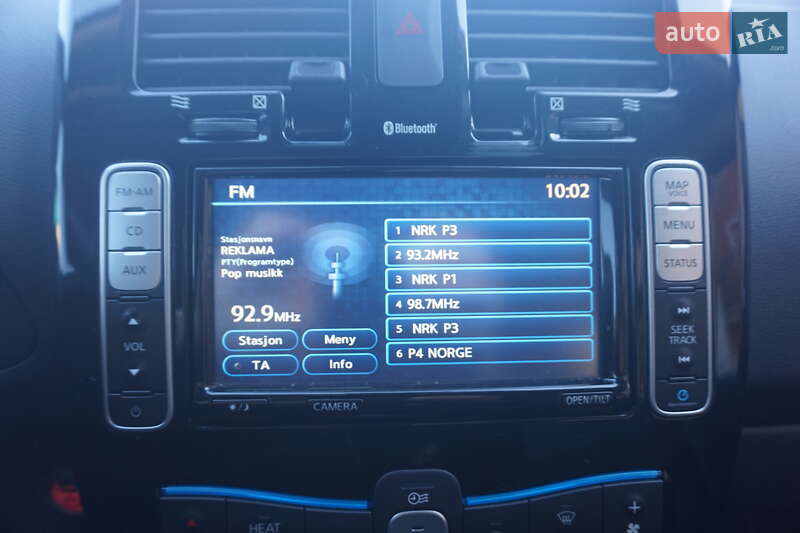 auto RIA.com
Bluetooth
FM-AM
CD
AUX
VOL
FM
10:02
Stasjonsnavn
REKLAMA
PTY(Programtype)
Pop musikk
92.9MHz
Stasjon
Meny
TA
Info
1 NRK P3
2 93.2MHz
3 NRK P1
4 98.7MHz
5 NRK P3
6 P4 NORGE
MAP
VOICE
MENU
STATUS
SEEK
TRACK
CAMERA
OPEN/TILT
HEAT